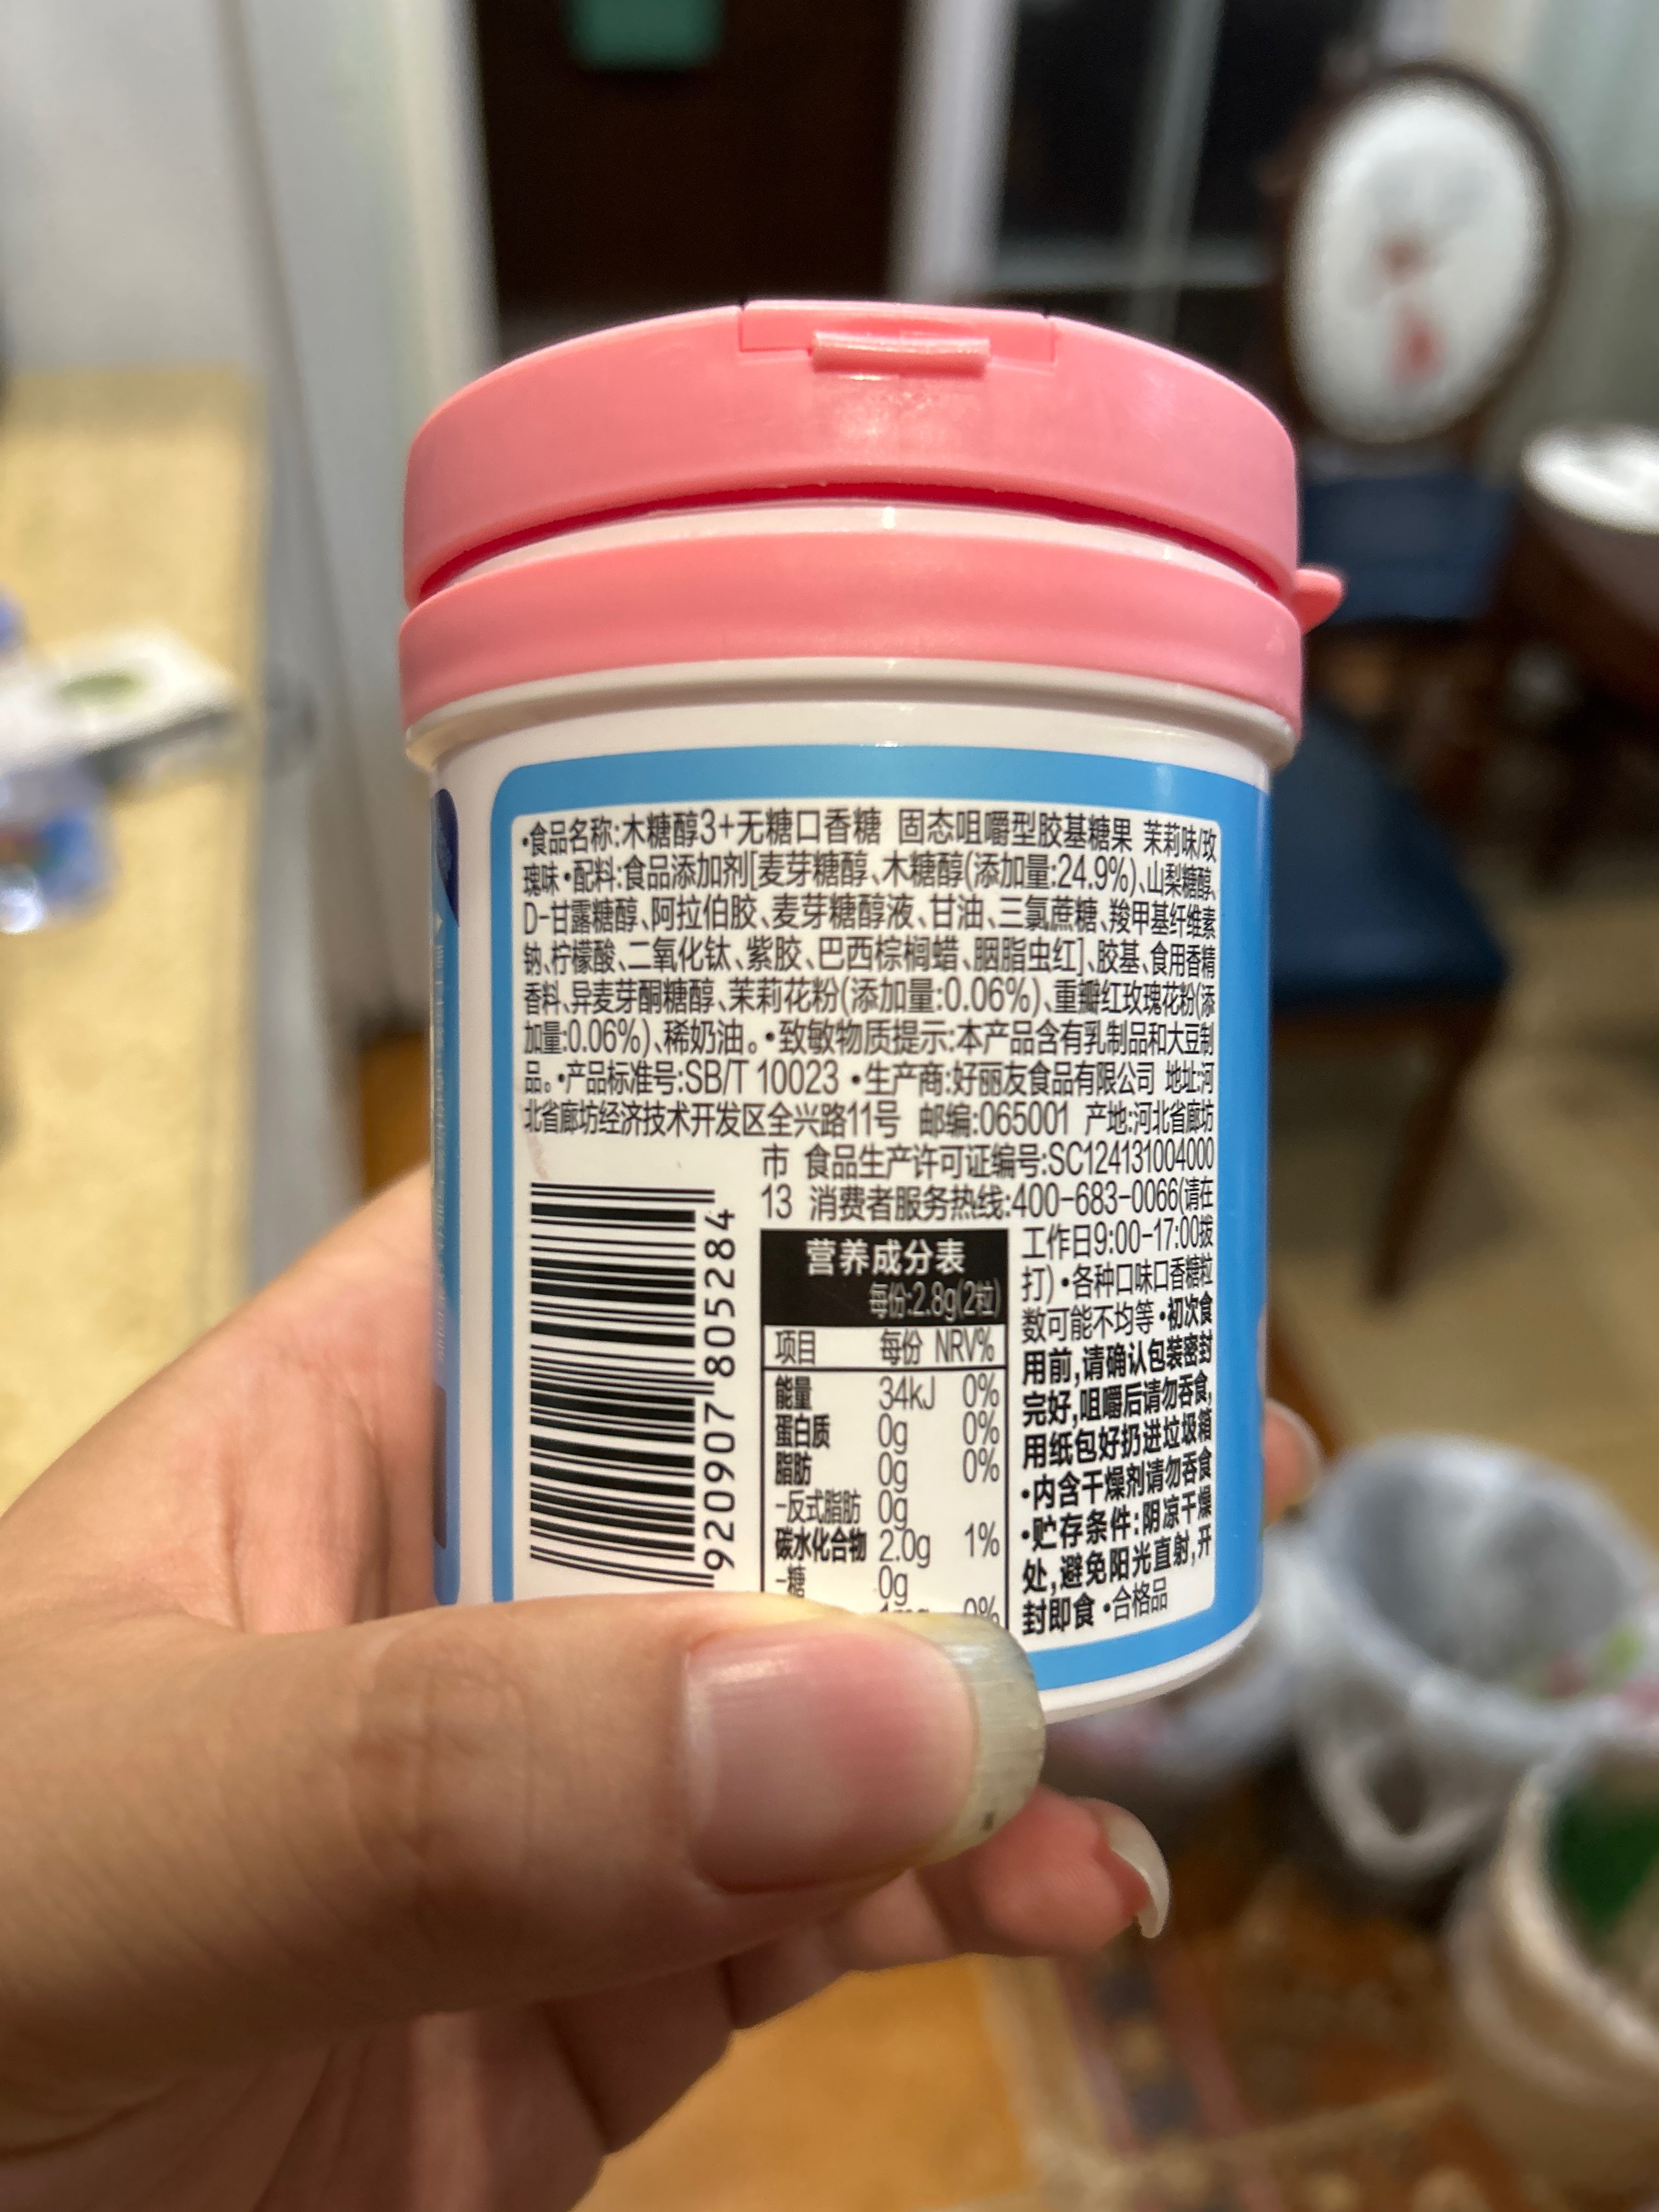 •食品名称:木糖醇3+无糖口香糖 固态咀嚼型胶基糖果 茉莉味/玫
瑰味•配料:食品添加剂[麦芽糖醇、木糖醇(添加量:24.9%)、山梨糖醇、
D-甘露糖醇、阿拉伯胶、麦芽糖醇液、甘油、三氯蔗糖、羧甲基纤维素
钠、柠檬酸、二氧化钛、紫胶、巴西棕榈蜡、胭脂虫红]、胶基、食用香精
香料、异麦芽酮糖醇、茉莉花粉(添加量:0.06%)、重瓣红玫瑰花粉(添
加量:0.06%)、稀奶油。•致敏物质提示:本产品含有乳制品和大豆制
品。•产品标准号:SB/T 10023 •生产商:好丽友食品有限公司 地址:河
北省廊坊经济技术开发区全兴路11号 邮编:065001 产地:河北省廊坊
市 食品生产许可证编号:SC124131004000
13 消费者服务热线:400-683-0066(请在
工作日9:00-17:00拨
打)•各种口味口香糖粒
数可能不均等•初次食
用前,请确认包装密封
完好,咀嚼后请勿吞食,
用纸包好扔进垃圾箱
•内含干燥剂请勿吞食
•贮存条件:阴凉干燥
处,避免阳光直射,开
封即食•合格品
营养成分表
每份:2.8g(2粒)
项目 每份 NRV%
能量 34kJ 0%
蛋白质 0g 0%
脂肪 0g 0%
-反式脂肪 0g
碳水化合物 2.0g 1%
-糖 0g
0%
920907 805284